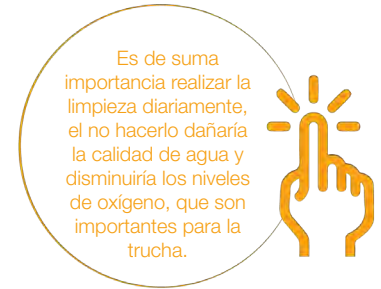 Es de suma
importancia realizar la
limpieza diariamente,
el no hacerlo dañaría
la calidad de agua y
disminuiría los niveles
de oxígeno, que son
importantes para la
trucha.